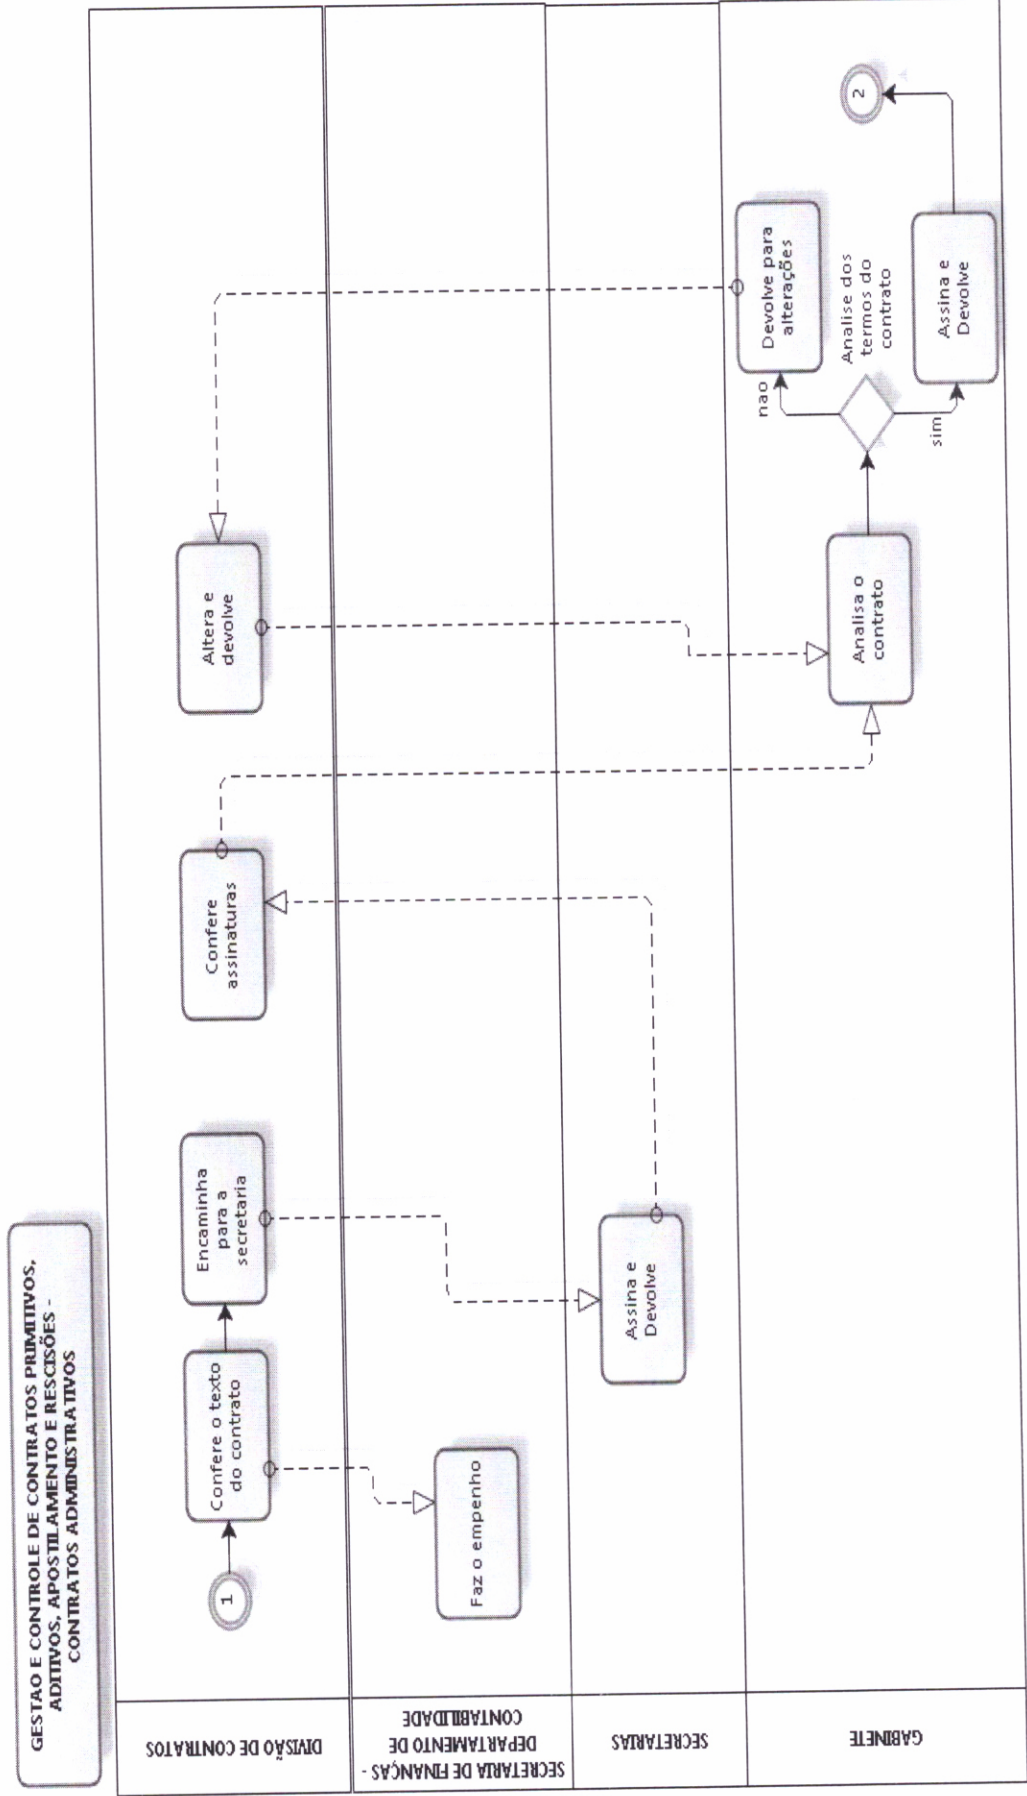 GESTAO E CONTROLE DE CONTRATOS PRIMITIVOS,
ADITIVOS, APOSTILAMENTO E RESCISÕES -
CONTRATOS ADMINISTRATIVOS
DIVISÃO DE CONTRATOS
1
Confere o texto
do contrato
Encaminha
para a
secretaria
Confere
assinaturas
Altera e
devolve
SECRETARIA DE FINANÇAS -
DEPARTAMENTO DE
CONTABILIDADE
Faz o empenho
SECRETARIAS
Assina e
Devolve
GABINETE
Analisa o
contrato
nao
sim
Devolve para
alterações
Analise dos
termos do
contrato
Assina e
Devolve
2